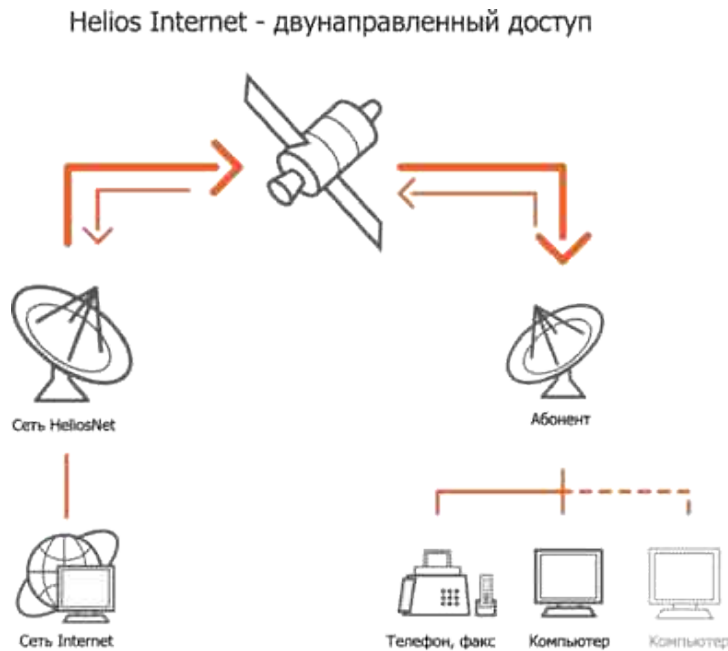 Helios Internet - двунаправленный доступ
Сеть HeliosNet
Абонент
Сеть Internet
Телефон, факс
Компьютер
Компьютер